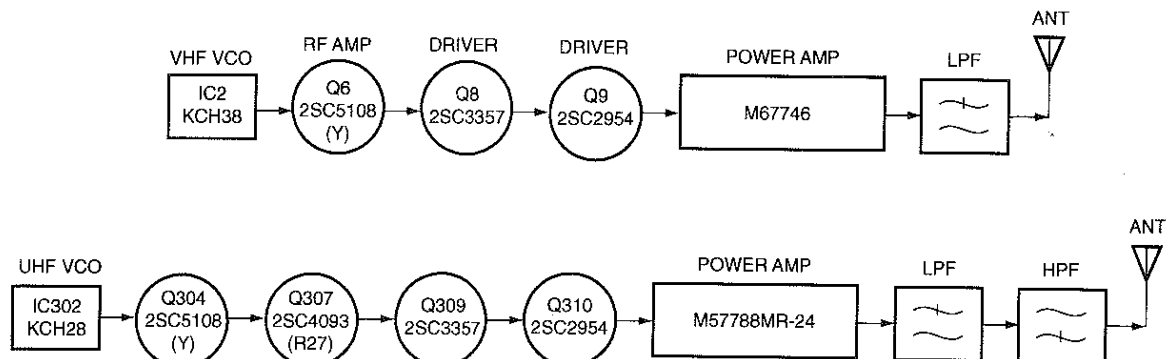 ANT
RF AMP DRIVER DRIVER
VHF VCO POWER AMP LPF
IC2
KCH38
Q6
2SC5108
(Y)
Q8
2SC3357
Q9
2SC2954
M67746
ANT
UHF VCO POWER AMP LPF HPF
IC302
KCH28
Q304
2SC5108
(Y)
Q307
2SC4093
(R27)
Q309
2SC3357
Q310
2SC2954
M57788MR-24